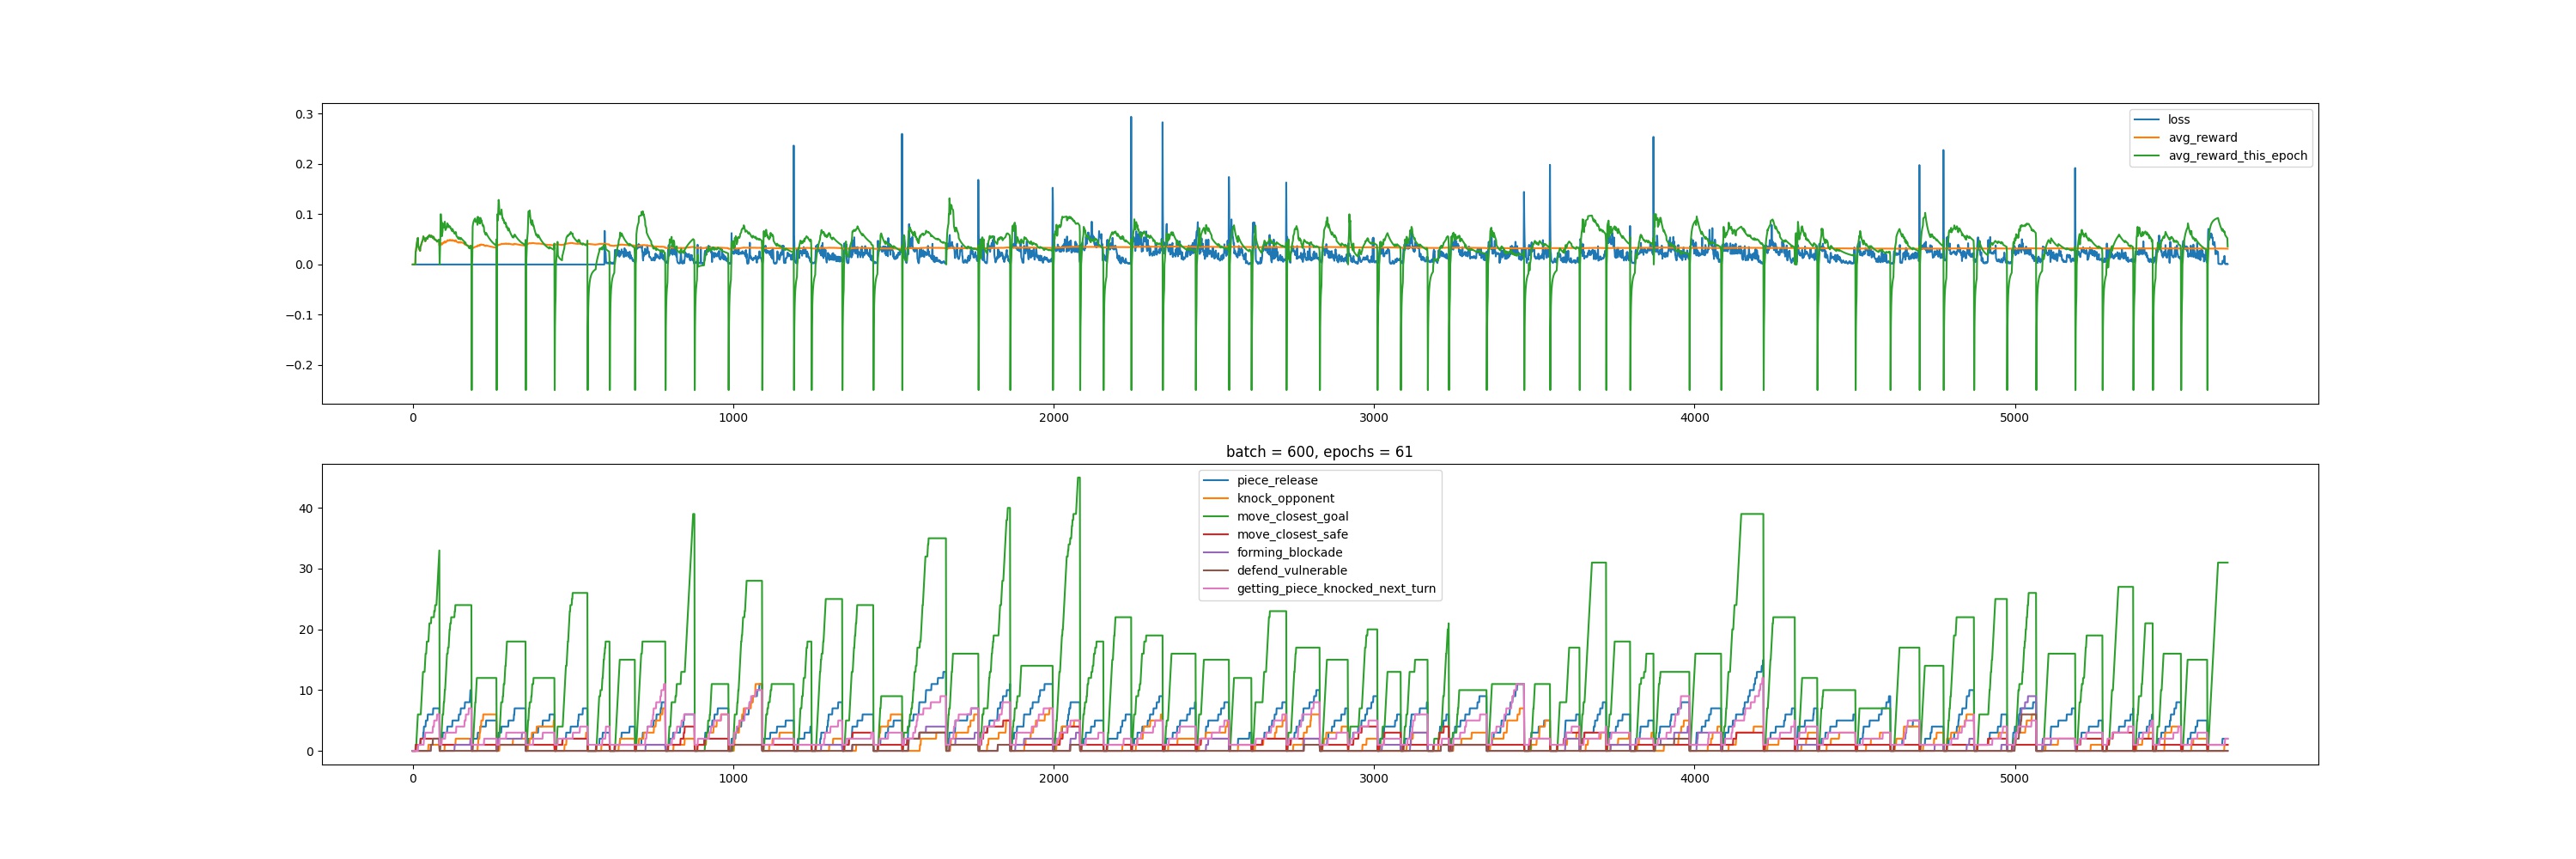 0.3
0.2
0.1
0.0
−0.1
−0.2
loss
avg_reward
avg_reward_this_epoch
0 1000 2000 3000 4000 5000
batch = 600, epochs = 61
40
30
20
10
0
piece_release
knock_opponent
move_closest_goal
move_closest_safe
forming_blockade
defend_vulnerable
getting_piece_knocked_next_turn
0 1000 2000 3000 4000 5000